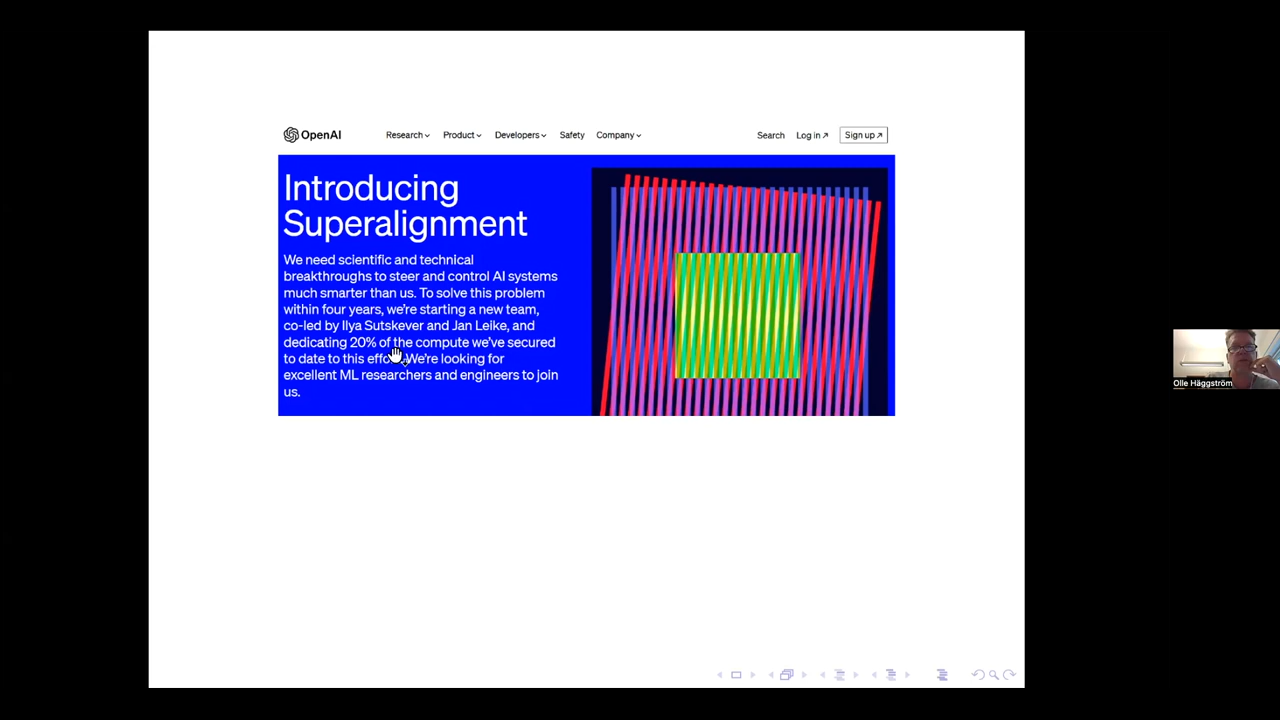 OpenAI
Research Product Developers Safety Company
Search Log in ↗ Sign up ↗
Introducing
Superalignment
We need scientific and technical
breakthroughs to steer and control AI systems
much smarter than us. To solve this problem
within four years, we're starting a new team,
co-led by Ilya Sutskever and Jan Leike, and
dedicating 20% of the compute we've secured
to date to this effort. We're looking for
excellent ML researchers and engineers to join
us.
Olle Häggström